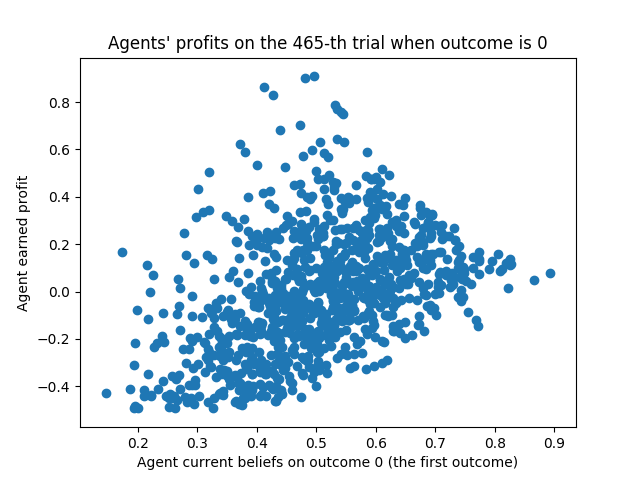 Agents' profits on the 465-th trial when outcome is 0
Agent earned profit
0.8
0.6
0.4
0.2
0.0
−0.2
−0.4
0.2 0.3 0.4 0.5 0.6 0.7 0.8 0.9
Agent current beliefs on outcome 0 (the first outcome)